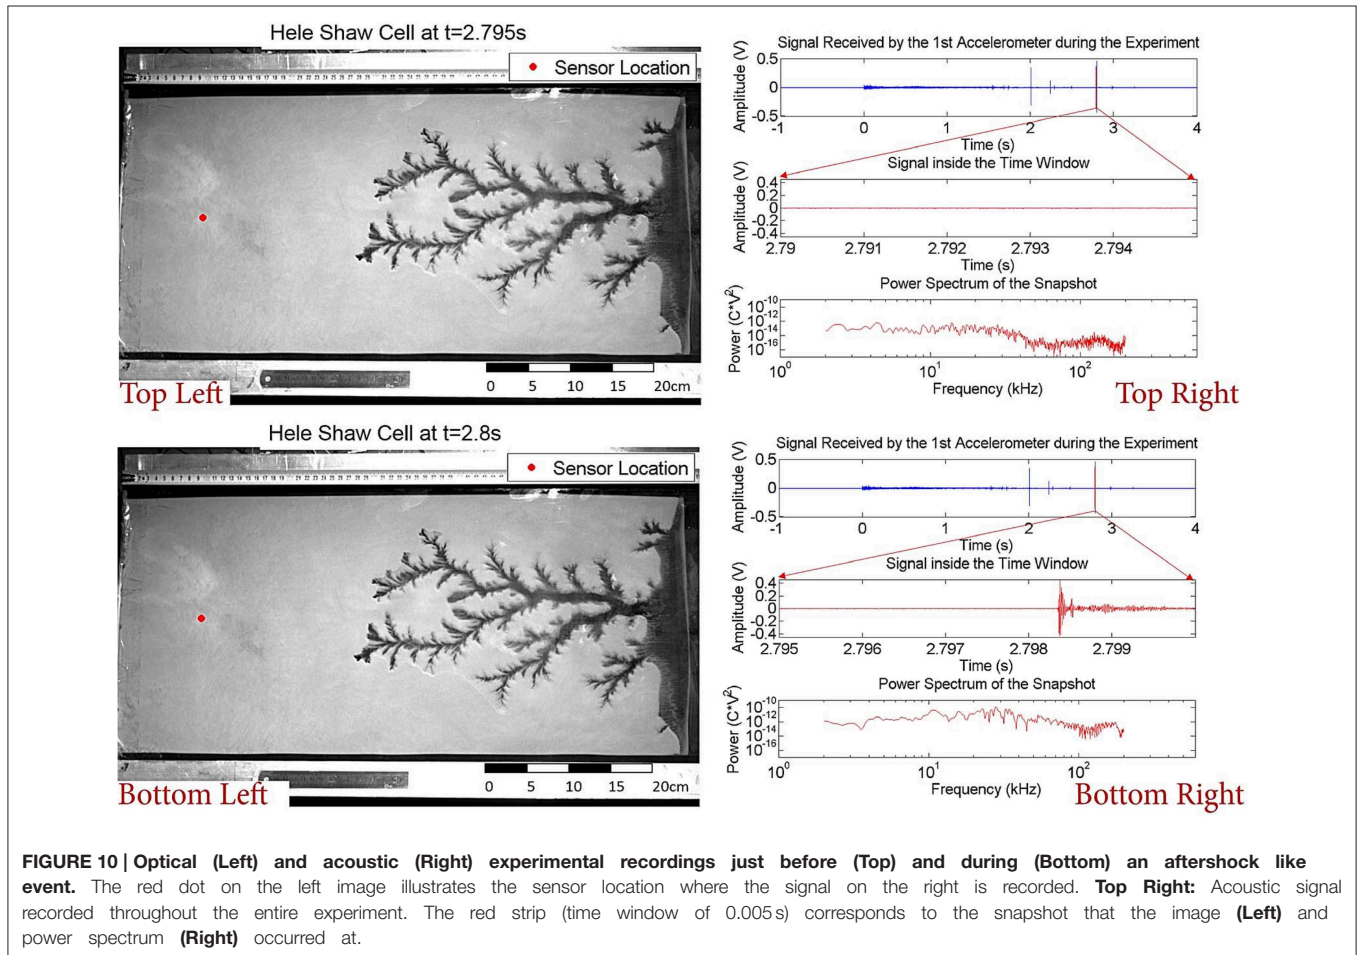 Hele Shaw Cell at t=2.795s
Sensor Location
0 5 10 15 20cm
Top Left
Signal Received by the 1st Accelerometer during the Experiment
Amplitude (V)
0.5
0
-0.5
-1 0 1 2 3 4
Time (s)
Signal inside the Time Window
Amplitude (V)
0.4
0.2
0
-0.2
-0.4
2.79 2.791 2.792 2.793 2.794
Time (s)
Power Spectrum of the Snapshot
Power (C*V²)
10⁻¹⁰
10⁻¹²
10⁻¹⁴
10⁻¹⁶
10⁰ 10¹ 10²
Frequency (kHz)
Top Right
Hele Shaw Cell at t=2.8s
Sensor Location
0 5 10 15 20cm
Bottom Left
Signal Received by the 1st Accelerometer during the Experiment
Amplitude (V)
0.5
0
-0.5
-1 0 1 2 3 4
Time (s)
Signal inside the Time Window
Amplitude (V)
0.4
0.2
0
-0.2
-0.4
2.795 2.796 2.797 2.798 2.799
Time (s)
Power Spectrum of the Snapshot
Power (C*V²)
10⁻¹⁰
10⁻¹²
10⁻¹⁴
10⁻¹⁶
10⁰ 10¹ 10²
Frequency (kHz)
Bottom Right
FIGURE 10 | Optical (Left) and acoustic (Right) experimental recordings just before (Top) and during (Bottom) an aftershock like
event. The red dot on the left image illustrates the sensor location where the signal on the right is recorded. Top Right: Acoustic signal
recorded throughout the entire experiment. The red strip (time window of 0.005 s) corresponds to the snapshot that the image (Left) and
power spectrum (Right) occurred at.